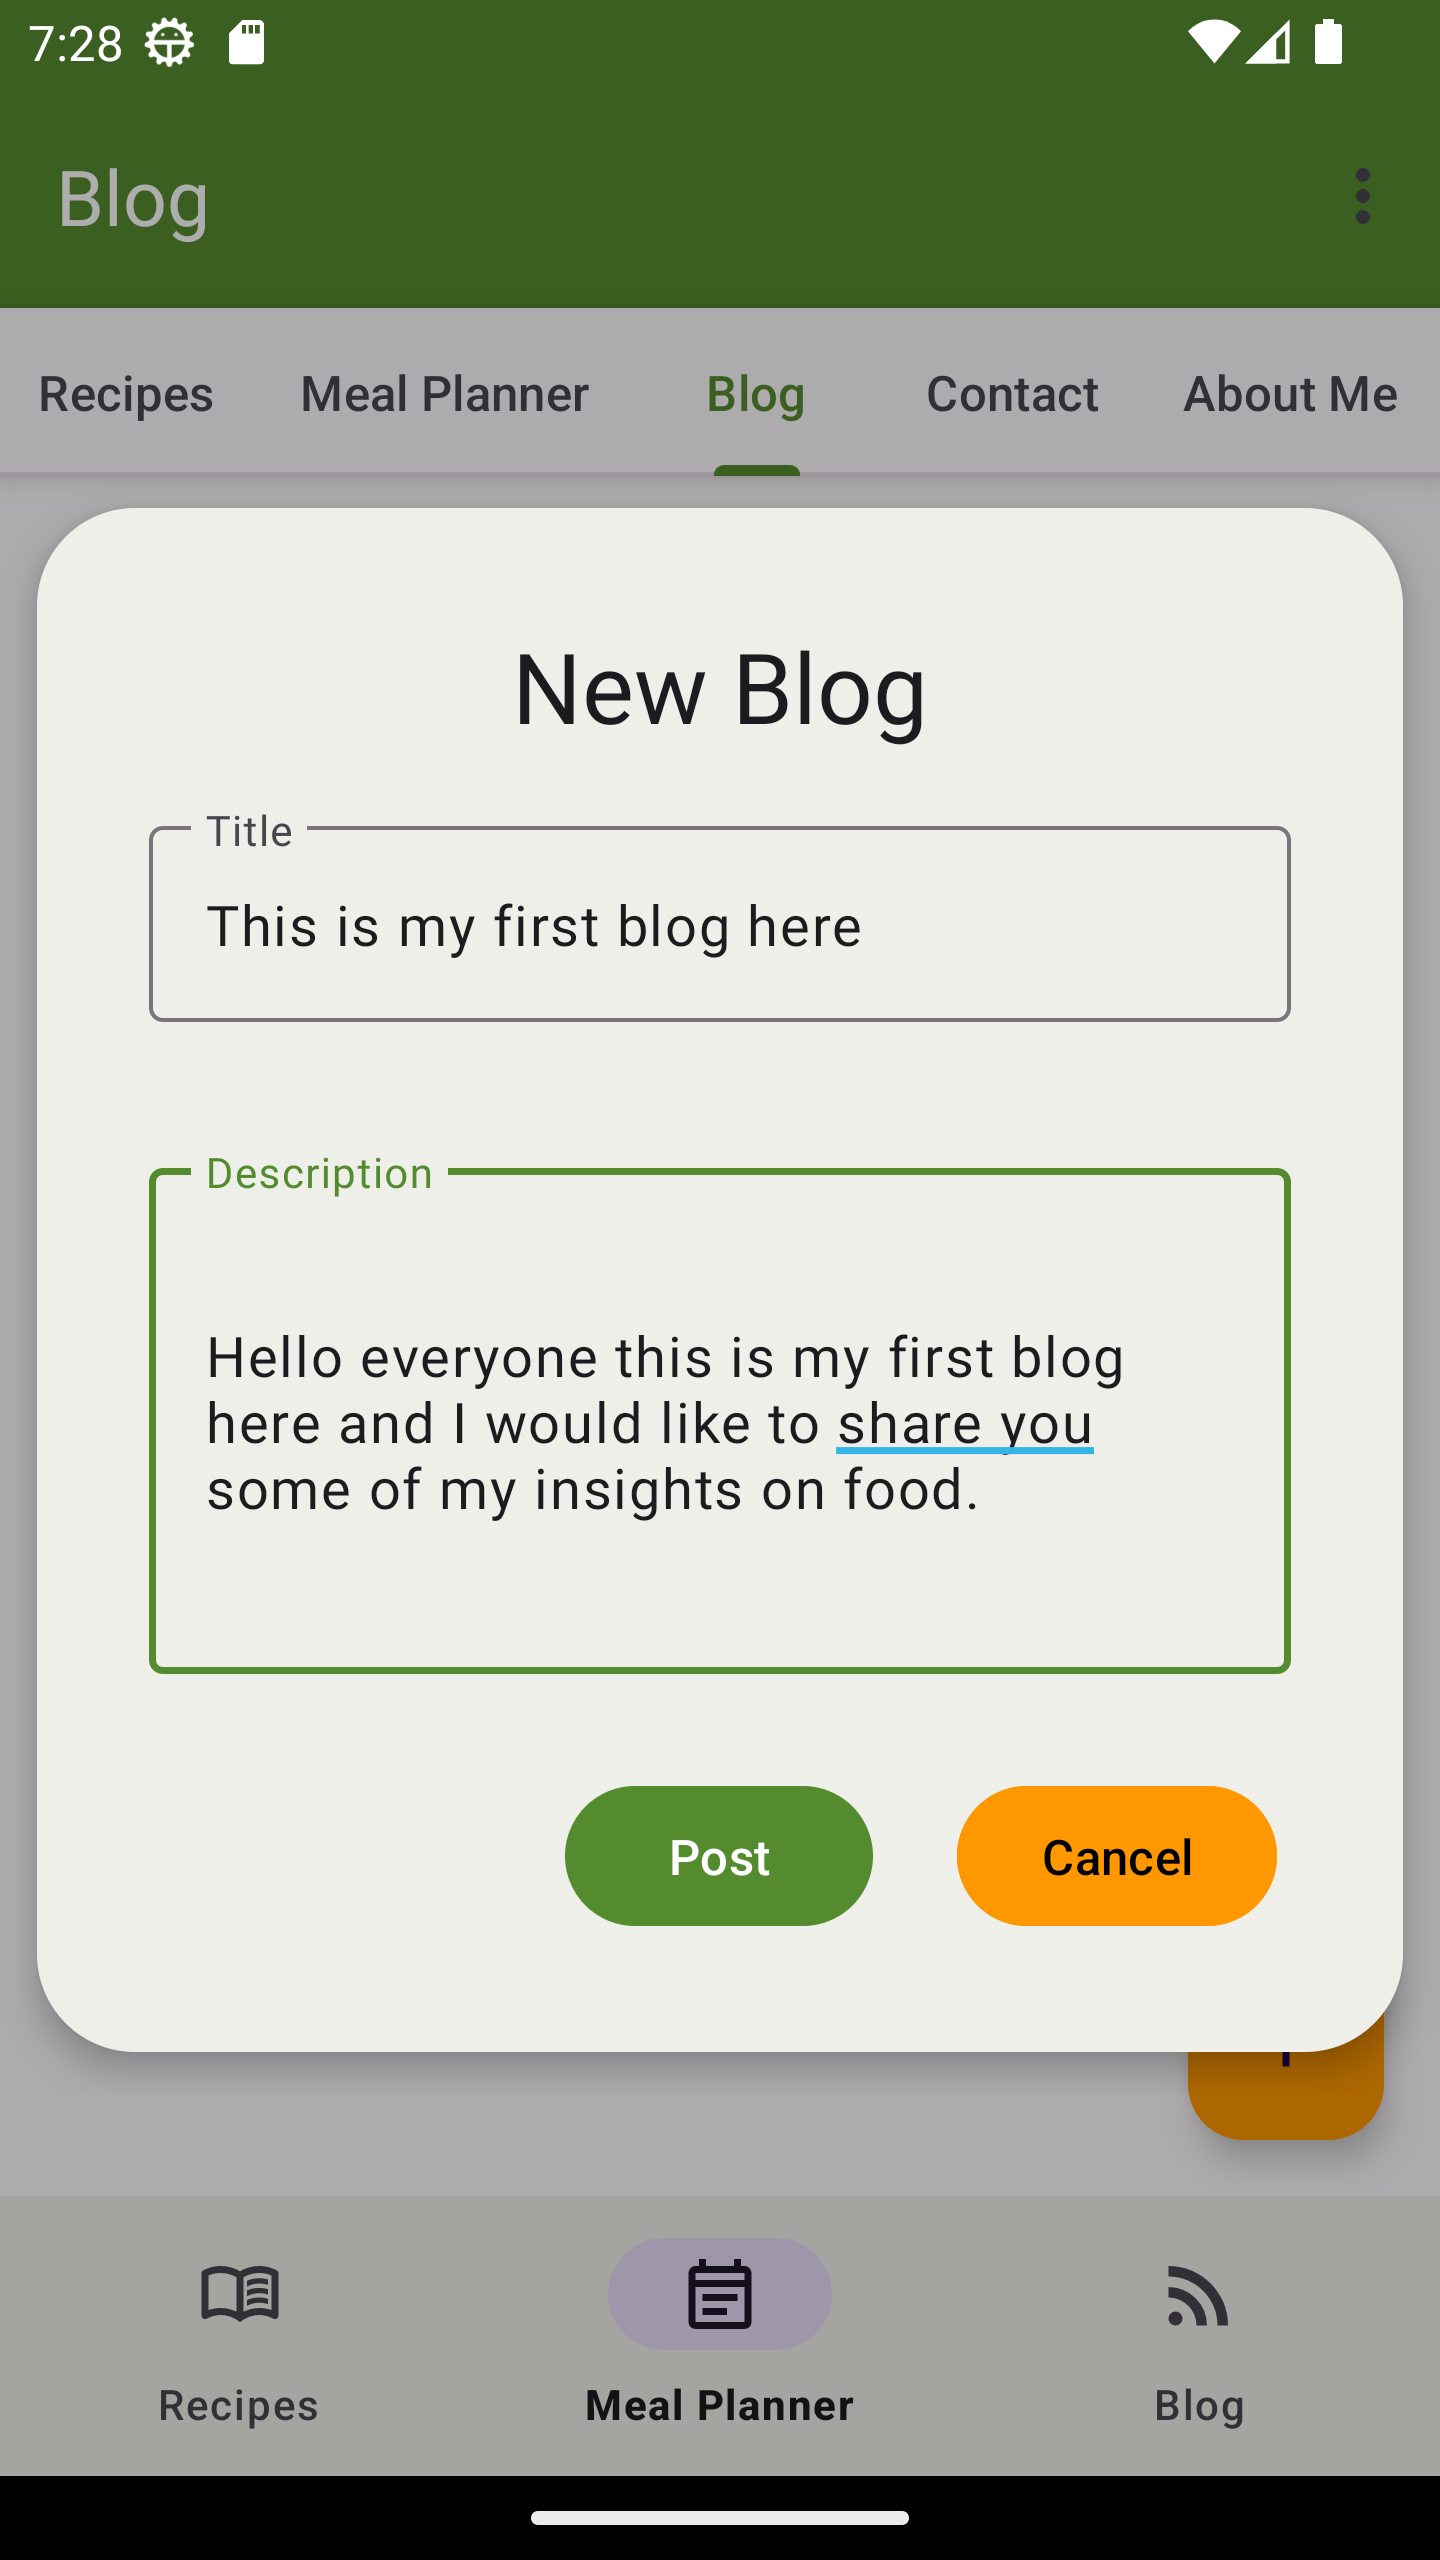 7:28
Blog
Recipes Meal Planner Blog Contact About Me
New Blog
Title
This is my first blog here
Description
Hello everyone this is my first blog
here and I would like to share you
some of my insights on food.
Post Cancel
Recipes Meal Planner Blog